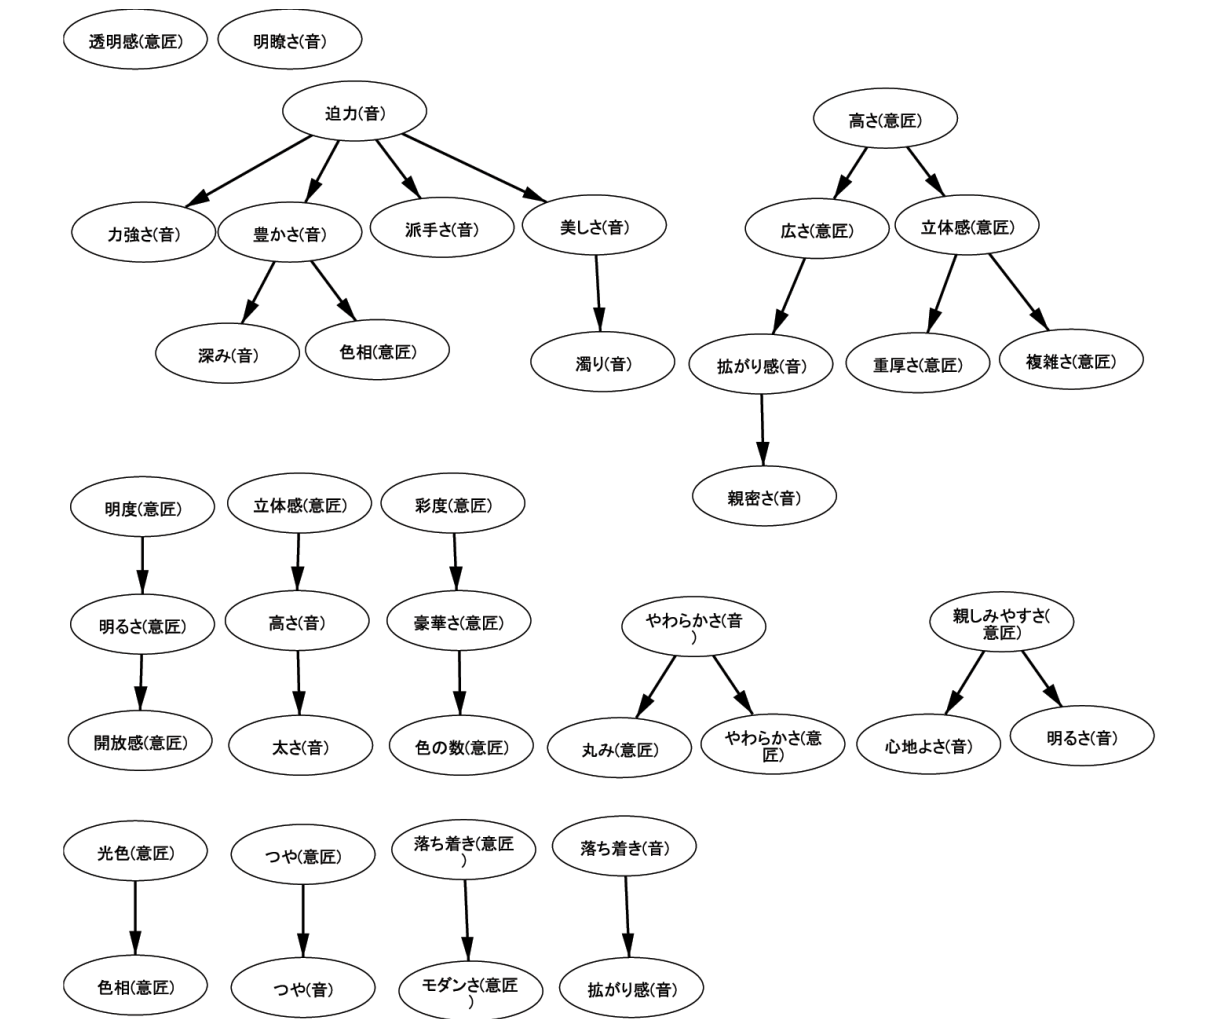 透明感(意匠)
明瞭さ(音)
迫力(音)
高さ(意匠)
力強さ(音)
豊かさ(音)
派手さ(音)
美しさ(音)
広さ(意匠)
立体感(意匠)
深み(音)
色相(意匠)
濁り(音)
拡がり感(音)
重厚さ(意匠)
複雑さ(意匠)
親密さ(音)
明度(意匠)
立体感(意匠)
彩度(意匠)
明るさ(意匠)
高さ(音)
豪華さ(意匠)
やわらかさ(音
)
親しみやすさ(
意匠)
開放感(意匠)
太さ(音)
色の数(意匠)
丸み(意匠)
やわらかさ(意
匠)
心地よさ(音)
明るさ(音)
光色(意匠)
つや(意匠)
落ち着き(意匠
)
落ち着き(音)
色相(意匠)
つや(音)
モダンさ(意匠
)
拡がり感(音)